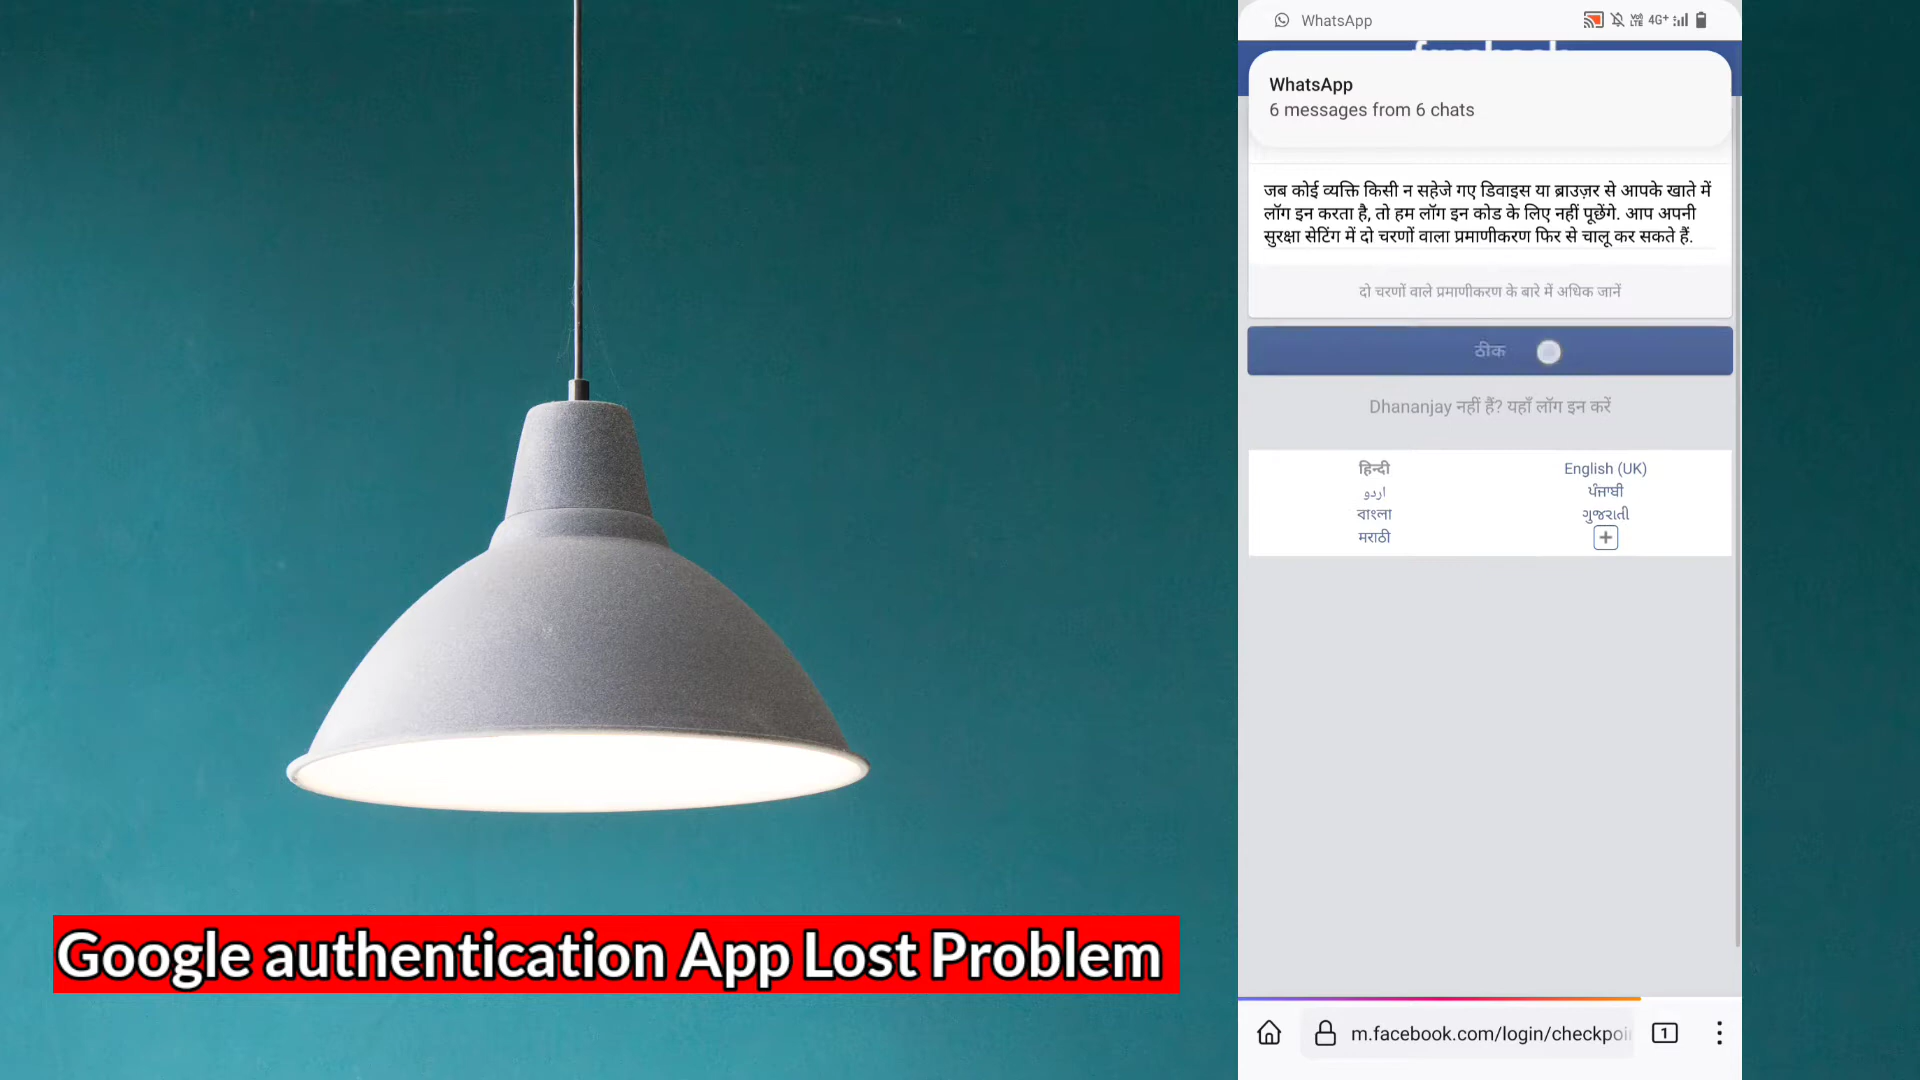 WhatsApp
4G+
WhatsApp
6 messages from 6 chats
जब कोई व्यक्ति किसी न सहेजे गए डिवाइस या ब्राउज़र से आपके खाते में
लॉग इन करता है, तो हम लॉग इन कोड के लिए नहीं पूछेंगे. आप अपनी
सुरक्षा सेटिंग में दो चरणों वाला प्रमाणीकरण फिर से चालू कर सकते हैं.
दो चरणों वाले प्रमाणीकरण के बारे में अधिक जानें
ठीक
Dhananjay नहीं हैं? यहाँ लॉग इन करें
हिन्दी
English (UK)
اردو
ਪੰਜਾਬੀ
বাংলা
ગુજરાતી
मराठी
Google authentication App Lost Problem
m.facebook.com/login/checkpoi
1